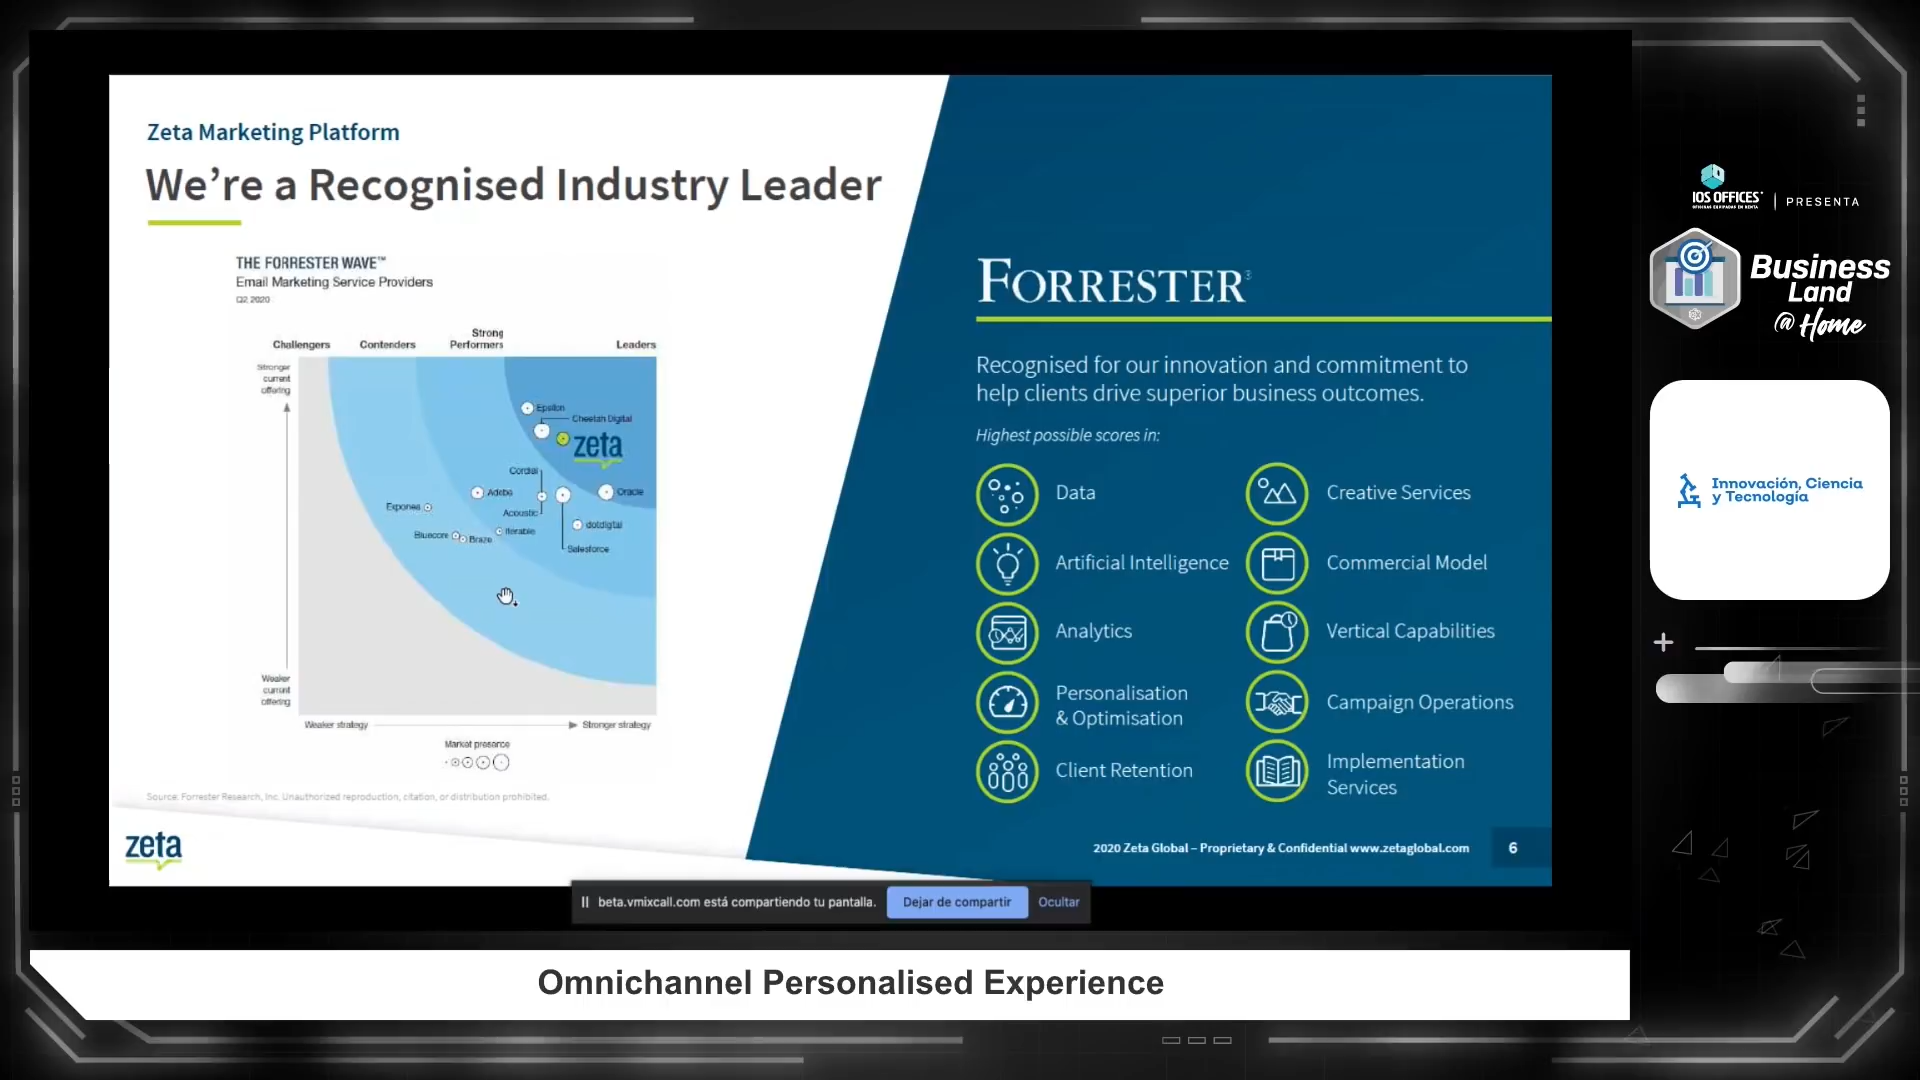 Zeta Marketing Platform
We're a Recognised Industry Leader
THE FORRESTER WAVE™
Email Marketing Service Providers
Q2 2020
Challengers
Contenders
Strong
Performers
Leaders
Stronger
current
offering
Epsilon
Cheetah Digital
zeta
Cordial
Adobe
Oracle
Exponea
Acoustic
dotdigital
Bluecore
Braze
Iterable
Salesforce
Weaker
current
offering
Weaker strategy
Stronger strategy
Market presence
Source: Forrester Research, Inc. Unauthorized reproduction, citation, or distribution prohibited.
zeta
FORRESTER
Recognised for our innovation and commitment to
help clients drive superior business outcomes.
Highest possible scores in:
Data
Creative Services
Artificial Intelligence
Commercial Model
Analytics
Vertical Capabilities
Personalisation
& Optimisation
Campaign Operations
Client Retention
Implementation
Services
2020 Zeta Global – Proprietary & Confidential www.zetaglobal.com
6
beta.vmixcall.com está compartiendo tu pantalla.
Dejar de compartir
Ocultar
Omnichannel Personalised Experience
IOS OFFICES
OFICINAS EQUIPADAS EN RENTA
PRESENTA
Business
Land
@Home
Innovación, Ciencia
y Tecnología